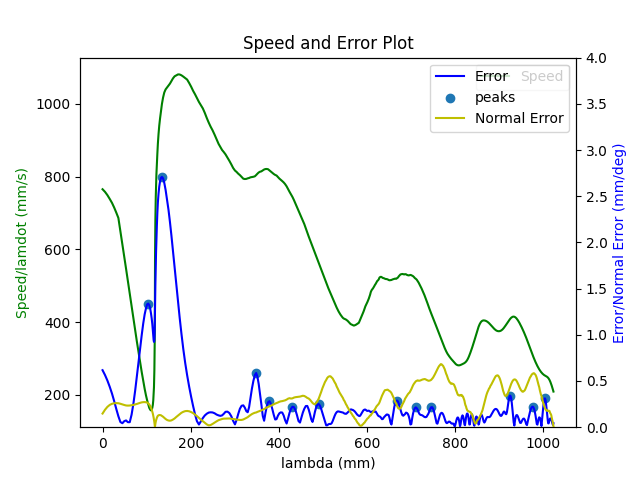 Speed and Error Plot
Error
Speed
peaks
Normal Error
1000
800
600
400
200
4.0
3.5
3.0
2.5
2.0
1.5
1.0
0.5
0.0
0
200
400
600
800
1000
Speed/lamdot (mm/s)
Error/Normal Error (mm/deg)
lambda (mm)